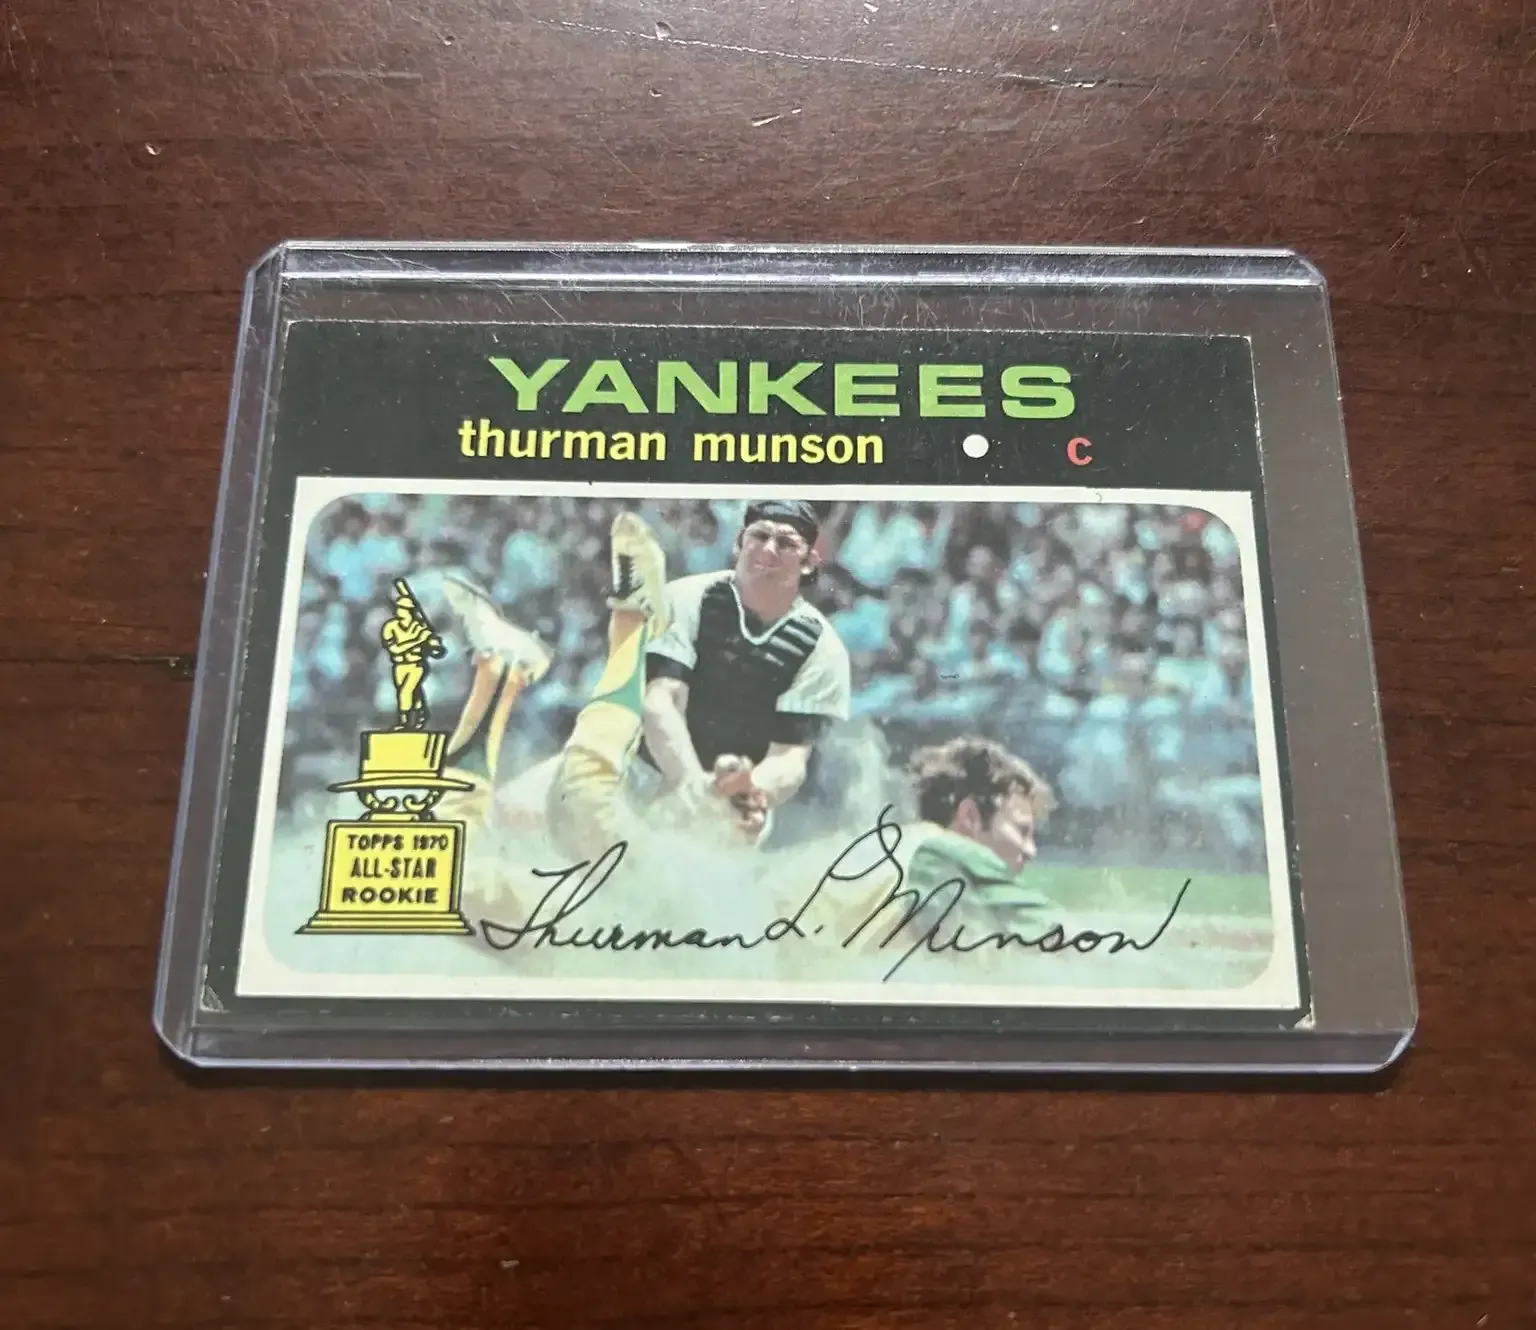 YANKEES
thurman munson • c
TOPPS 1970
ALL-STAR
ROOKIE
Thurman L. Munson